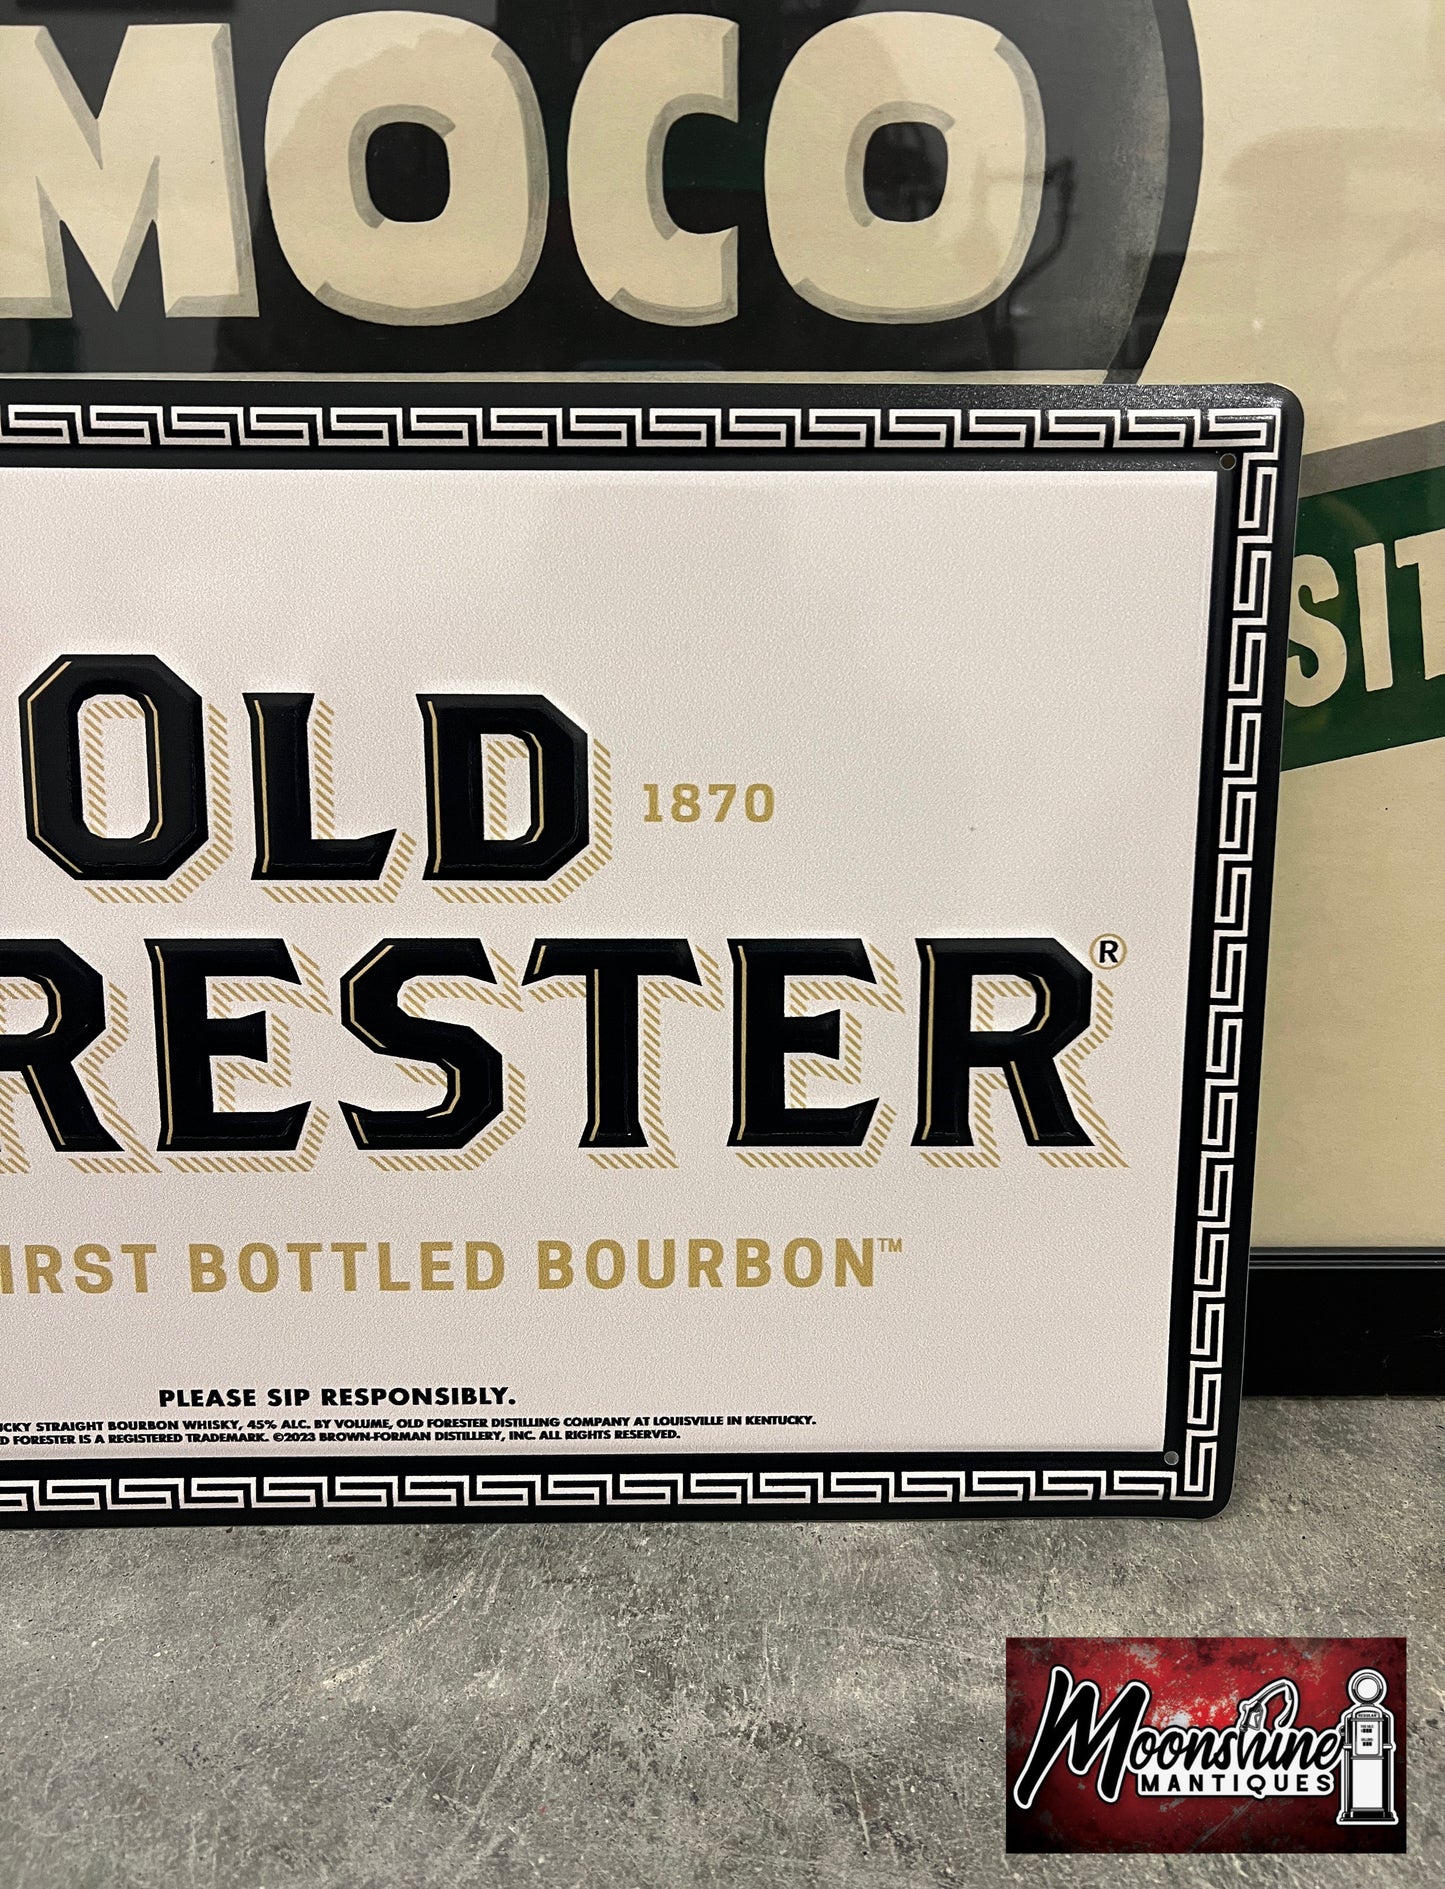 MOCO
SIT
OLD
1870
RESTER®
IRST BOTTLED BOURBON™
PLEASE SIP RESPONSIBLY.
UCKY STRAIGHT BOURBON WHISKY, 45% ALC. BY VOLUME, OLD FORESTER DISTILLING COMPANY AT LOUISVILLE IN KENTUCKY.
D FORESTER IS A REGISTERED TRADEMARK. ©2023 BROWN-FORMAN DISTILLERY, INC. ALL RIGHTS RESERVED.
Moonshine
MANTIQUES
REGULAR